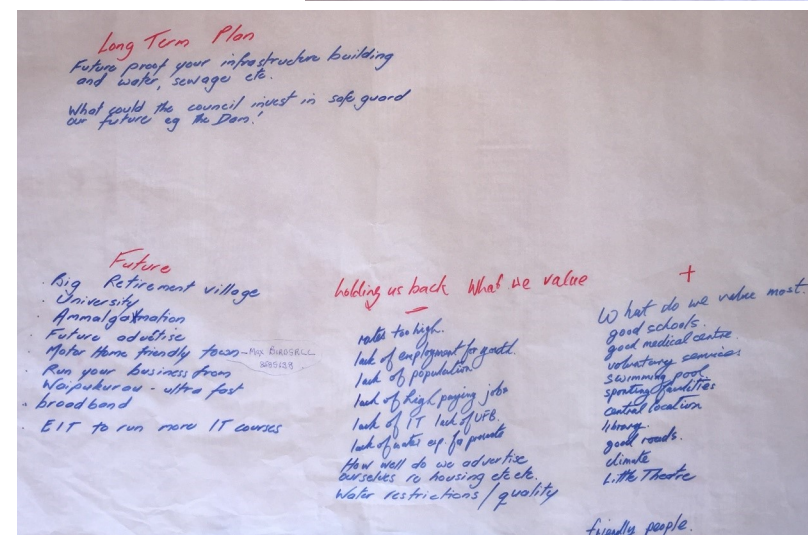 Long Term Plan
Future proof your infrastructure building
and water, sewage etc.
What could the council invest in safe guard
our future eg the Dam!
Future
· Big Retirement village
· University
· Ammalgamation
· Future advertise
· Motor Home friendly town - MAX BIRDSALL
· Run your business from
Waipukurau - ultra fast
· broadband
· EIT to run more IT courses
holding us back What we value
-
rates too high.
lack of employment for youth.
lack of population
lack of high paying jobs
lack of IT lack of UFB.
lack of water esp. for private
How well do we advertise
ourselves re housing etc etc.
Water restrictions / quality
+
What do we value most.
good schools.
good medical centre.
voluntary services
swimming pool
sporting facilities
central location
library.
good roads.
climate
Little Theatre
friendly people.